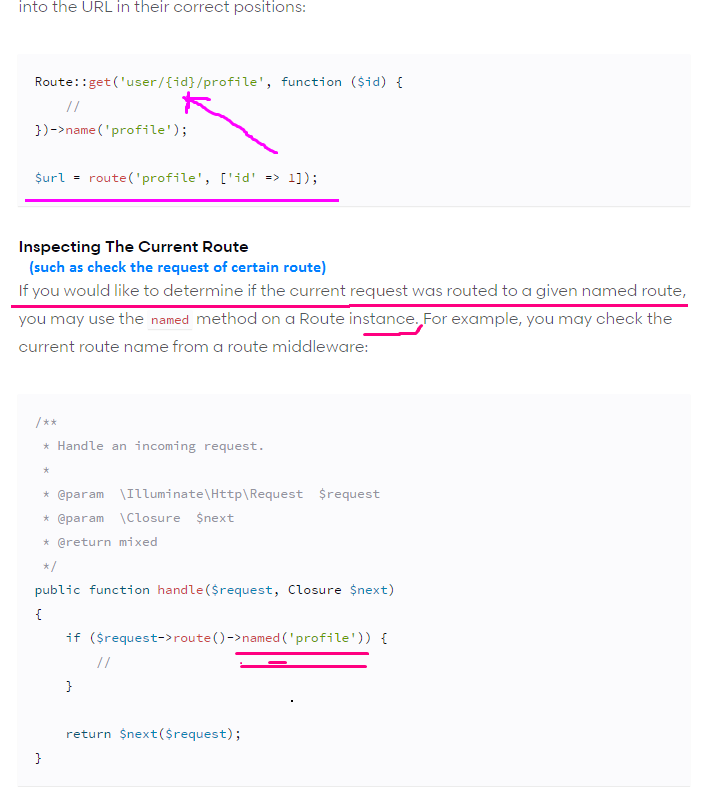 into the URL in their correct positions:
Route::get('user/{id}/profile', function ($id) {
//
})->name('profile');
$url = route('profile', ['id' => 1]);
Inspecting The Current Route
(such as check the request of certain route)
If you would like to determine if the current request was routed to a given named route,
you may use the named method on a Route instance. For example, you may check the
current route name from a route middleware:
/**
* Handle an incoming request.
*
* @param \Illuminate\Http\Request $request
* @param \Closure $next
* @return mixed
*/
public function handle($request, Closure $next)
{
if ($request->route()->named('profile')) {
//
}
return $next($request);
}